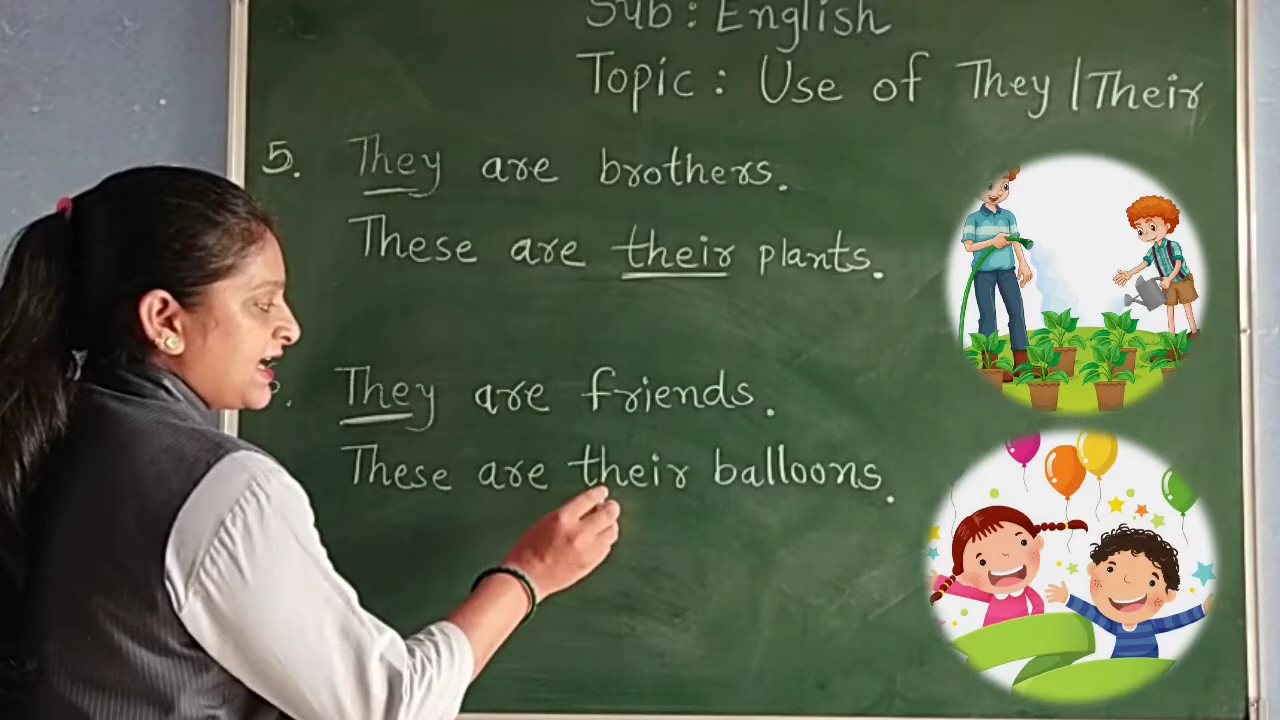 Sub : English
Topic : Use of They | Their
5. They are brothers.
These are their plants.
They are friends.
These are their balloons.